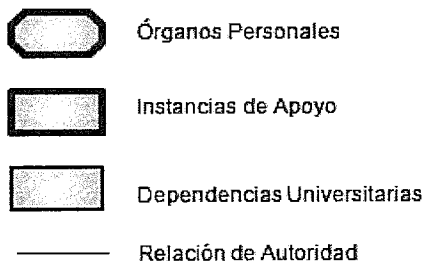 Órganos Personales
Instancias de Apoyo
Dependencias Universitarias
Relación de Autoridad